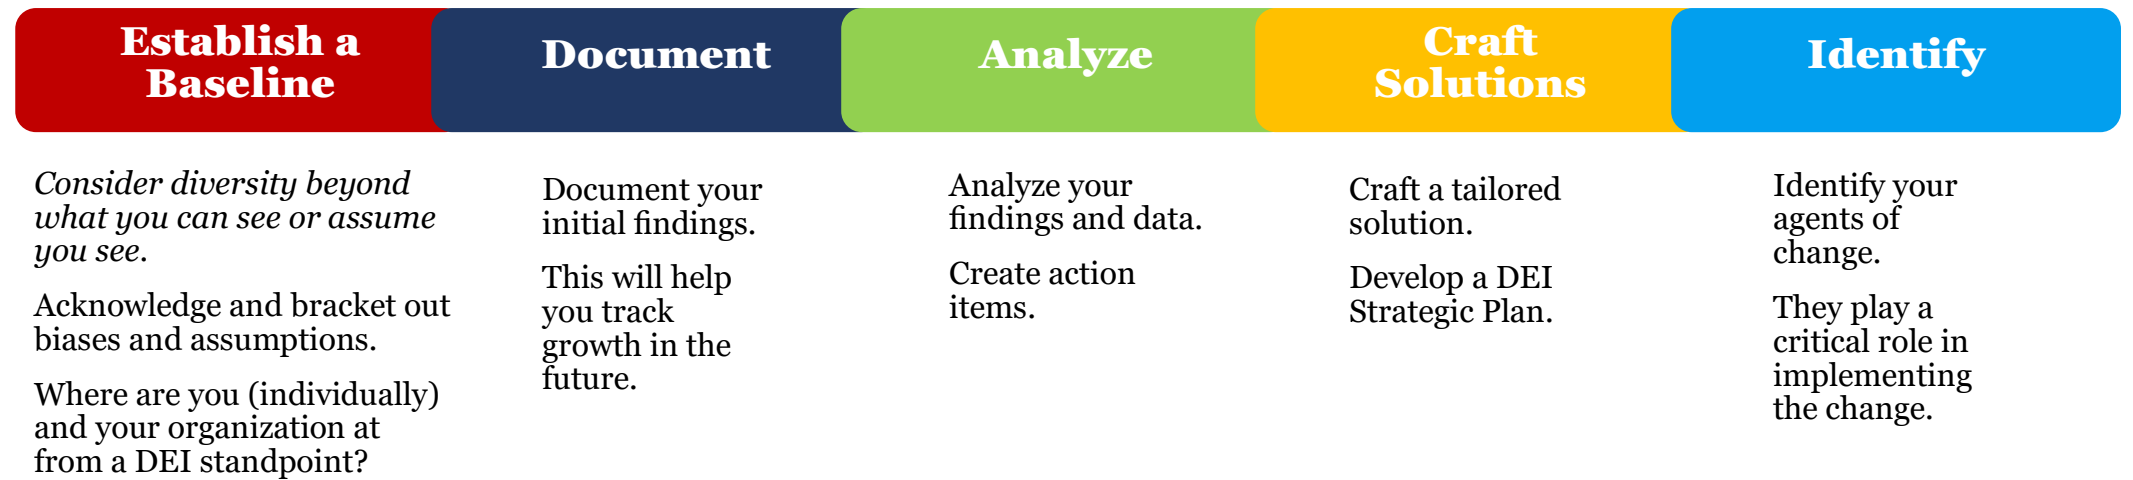 Establish a
Baseline
Document
Analyze
Craft
Solutions
Identify
Consider diversity beyond
what you can see or assume
you see.
Acknowledge and bracket out
biases and assumptions.
Where are you (individually)
and your organization at
from a DEI standpoint?
Document your
initial findings.
This will help
you track
growth in the
future.
Analyze your
findings and data.
Create action
items.
Craft a tailored
solution.
Develop a DEI
Strategic Plan.
Identify your
agents of
change.
They play a
critical role in
implementing
the change.